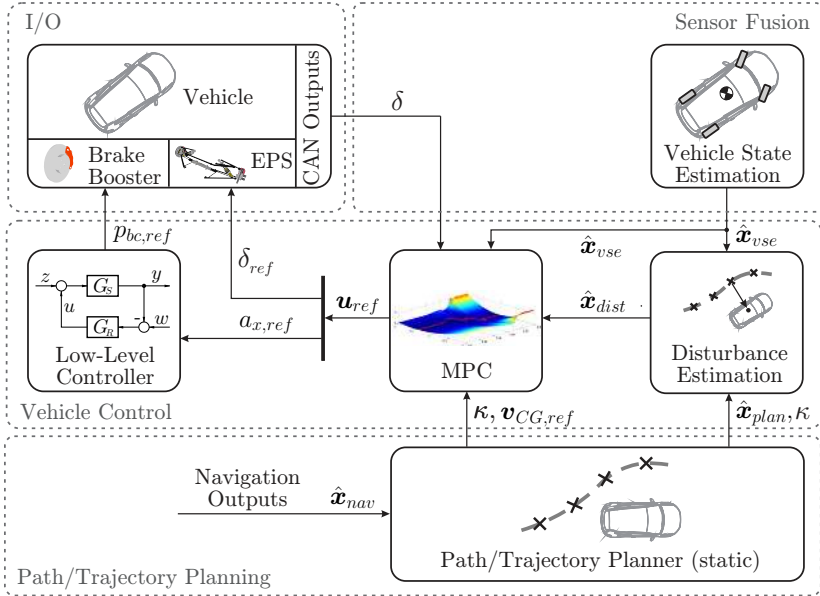 I/O
Sensor Fusion
Vehicle
Brake
Booster
EPS
CAN Outputs
δ
Vehicle State
Estimation
p_{bc,ref}
δ_{ref}
x̂_{vse}
x̂_{vse}
z
G_S
y
u
G_R
-
w
Low-Level
Controller
a_{x,ref}
u_{ref}
MPC
x̂_{dist}
Disturbance
Estimation
Vehicle Control
κ, v_{CG,ref}
x̂_{plan}, κ
Navigation
Outputs
x̂_{nav}
Path/Trajectory Planner (static)
Path/Trajectory Planning